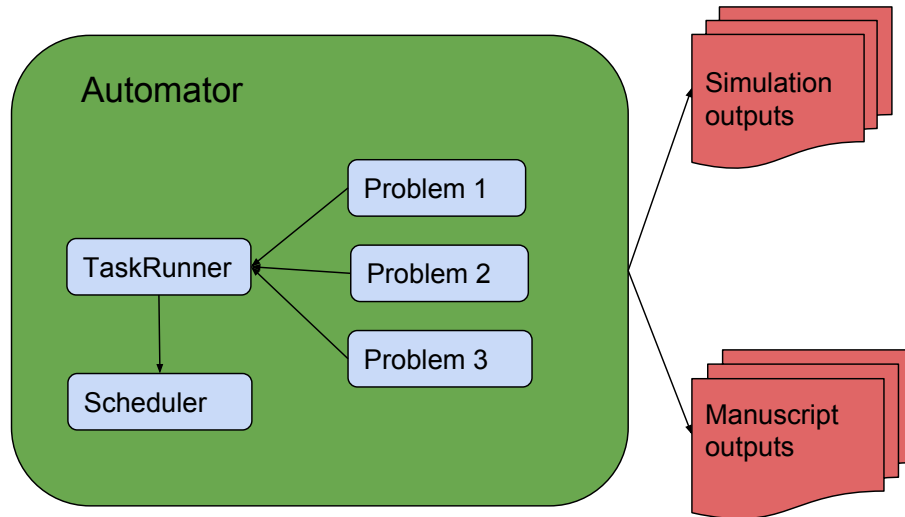 Automator
Problem 1
TaskRunner
Problem 2
Problem 3
Scheduler
Simulation
outputs
Manuscript
outputs